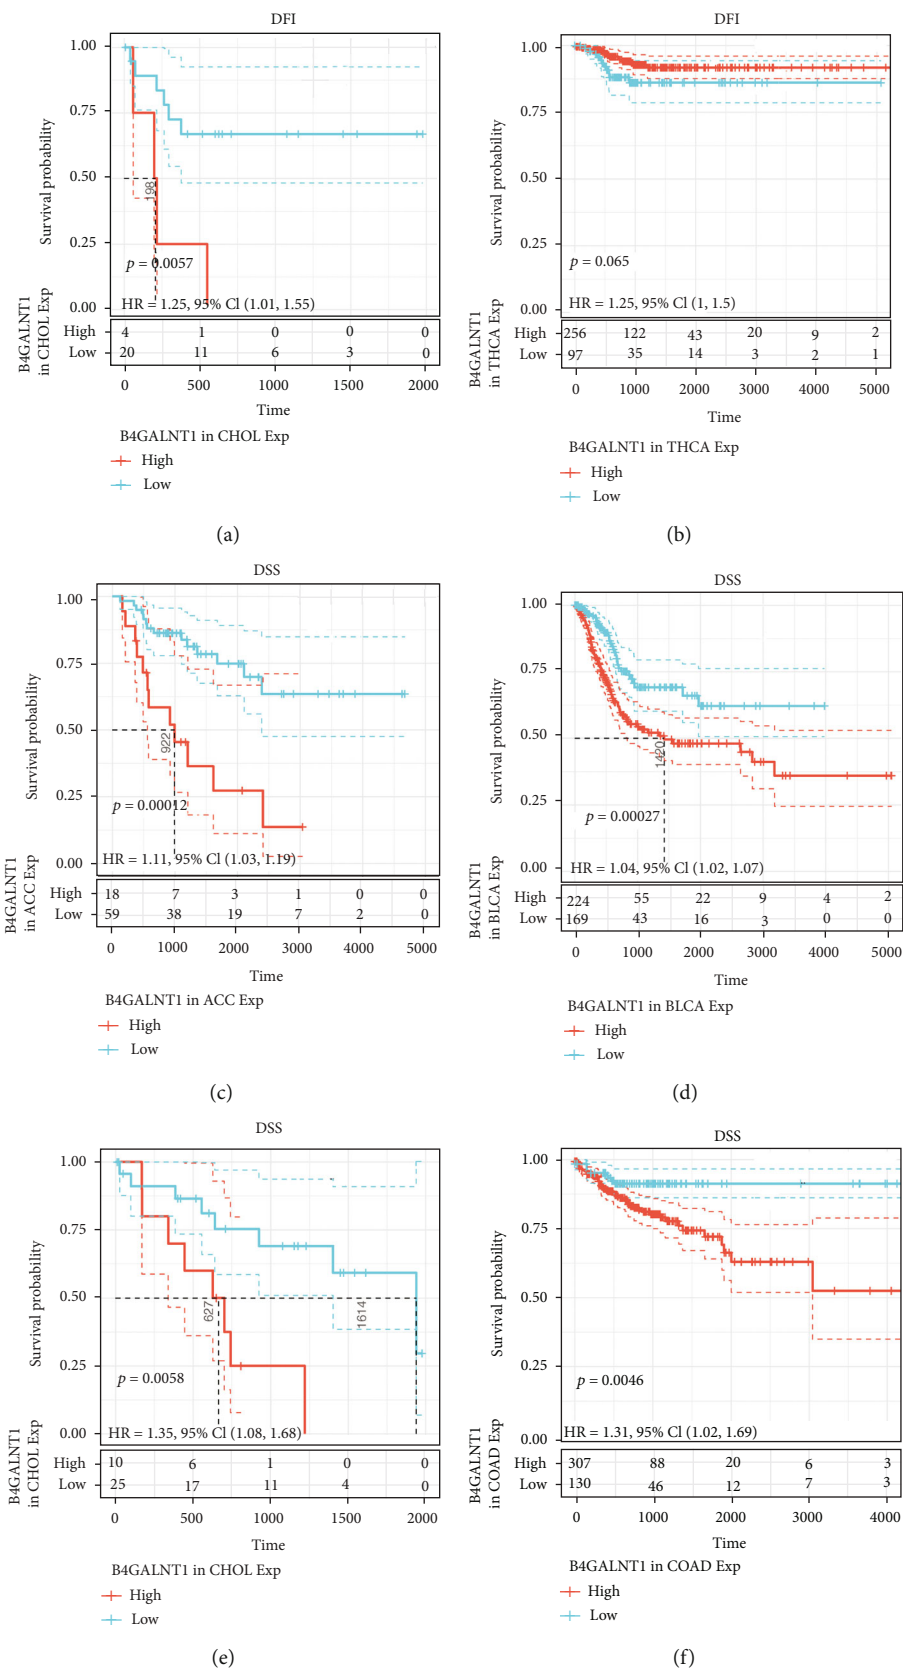 DFI
1.00
0.75
0.50
0.25
0.00
Survival probability
198
p = 0.0057
HR = 1.25, 95% Cl (1.01, 1.55)
B4GALNT1
in CHOL Exp
High 4 1 0 0 0
Low 20 11 6 3 0
0 500 1000 1500 2000
Time
B4GALNT1 in CHOL Exp
High
Low
(a)
DFI
1.00
0.75
0.50
0.25
0.00
Survival probability
p = 0.065
HR = 1.25, 95% Cl (1, 1.5)
B4GALNT1
in THCA Exp
High 256 122 43 20 9 2
Low 97 35 14 3 2 1
0 1000 2000 3000 4000 5000
Time
B4GALNT1 in THCA Exp
High
Low
(b)
DSS
1.00
0.75
0.50
0.25
0.00
Survival probability
922
p = 0.00012
HR = 1.11, 95% Cl (1.03, 1.19)
B4GALNT1
in ACC Exp
High 18 7 3 1 0 0
Low 59 38 19 7 2 0
0 1000 2000 3000 4000 5000
Time
B4GALNT1 in ACC Exp
High
Low
(c)
DSS
1.00
0.75
0.50
0.25
0.00
Survival probability
1420
p = 0.00027
HR = 1.04, 95% Cl (1.02, 1.07)
B4GALNT1
in BLCA Exp
High 224 55 22 9 4 2
Low 169 43 16 3 0 0
0 1000 2000 3000 4000 5000
Time
B4GALNT1 in BLCA Exp
High
Low
(d)
DSS
1.00
0.75
0.50
0.25
0.00
Survival probability
627
1614
p = 0.0058
HR = 1.35, 95% Cl (1.08, 1.68)
B4GALNT1
in CHOL Exp
High 10 6 1 0 0
Low 25 17 11 4 0
0 500 1000 1500 2000
Time
B4GALNT1 in CHOL Exp
High
Low
(e)
DSS
1.00
0.75
0.50
0.25
0.00
Survival probability
p = 0.0046
HR = 1.31, 95% Cl (1.02, 1.69)
B4GALNT1
in COAD Exp
High 307 88 20 6 3
Low 130 46 12 7 3
0 1000 2000 3000 4000
Time
B4GALNT1 in COAD Exp
High
Low
(f)